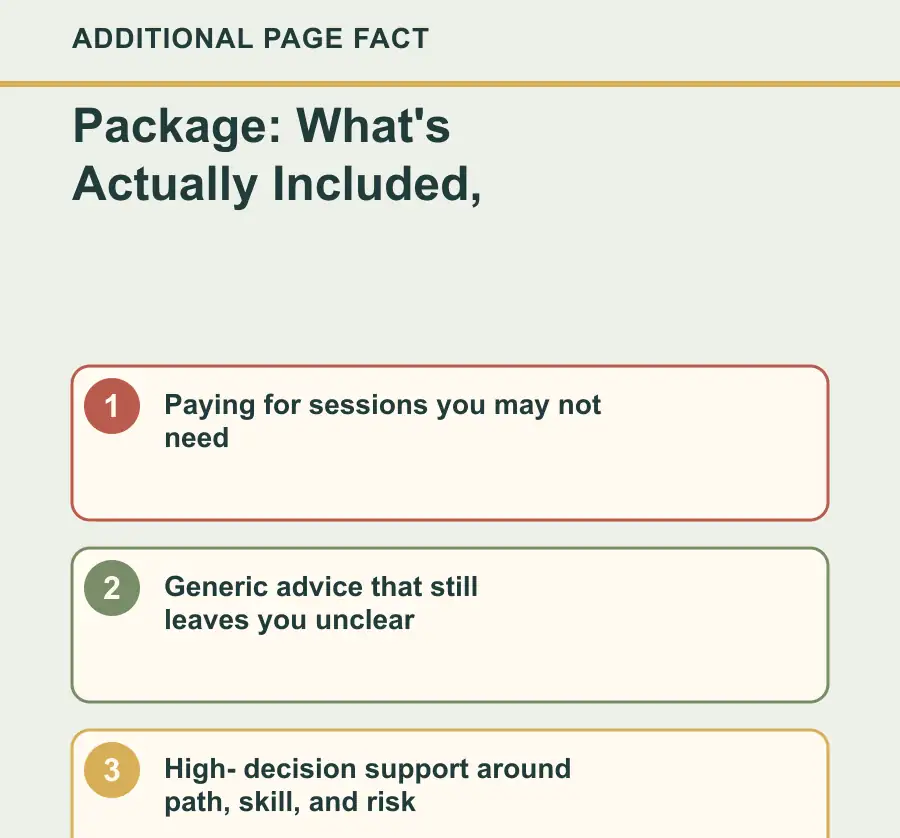 ADDITIONAL PAGE FACT
Package: What's
Actually Included,
1
Paying for sessions you may not
need
2
Generic advice that still
leaves you unclear
3
High- decision support around
path, skill, and risk